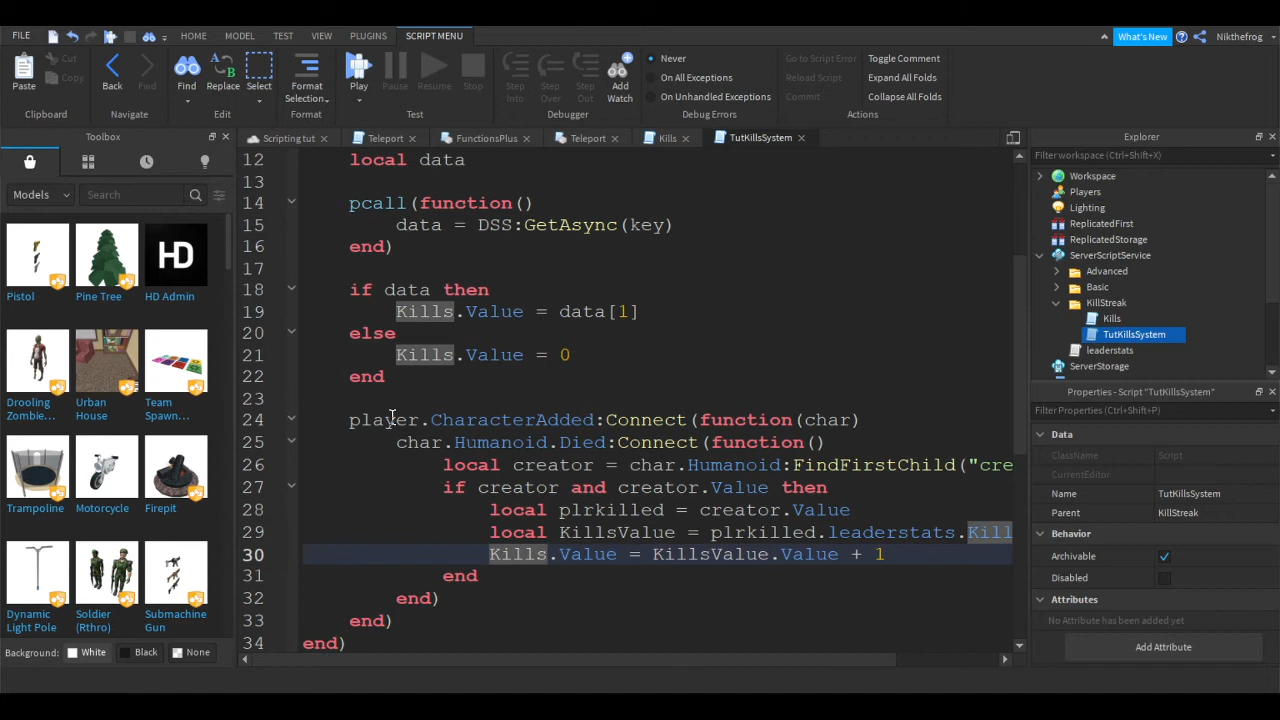 FILE HOME MODEL TEST VIEW PLUGINS SCRIPT MENU What's New Nikthefrog
Paste Cut Copy Back Fwd Find Replace Select Format Selection Play Pause Resume Stop Step Into Step Over Step Out Add Watch
Never Go to Script Error Toggle Comment
On All Exceptions Reload Script Expand All Folds
On Unhandled Exceptions Commit Collapse All Folds
Clipboard Navigate Edit Format Test Debugger Debug Errors Actions
Toolbox
Scripting tut Teleport FunctionsPlus Teleport Kills TutKillsSystem
Models Search
Pistol Pine Tree HD Admin
HD
Drooling Zombie... Urban House Team Spawn...
Trampoline Motorcycle Firepit
Dynamic Light Pole Soldier (Rthro) Submachine Gun
Background: White Black None
12 local data
13
14 pcall(function()
15 data = DSS:GetAsync(key)
16 end)
17
18 if data then
19 Kills.Value = data[1]
20 else
21 Kills.Value = 0
22 end
23
24 player.CharacterAdded:Connect(function(char)
25 char.Humanoid.Died:Connect(function()
26 local creator = char.Humanoid:FindFirstChild("cre
27 if creator and creator.Value then
28 local plrkilled = creator.Value
29 local KillsValue = plrkilled.leaderstats.Kill
30 Kills.Value = KillsValue.Value + 1
31 end
32 end)
33 end)
34 end)
Explorer
Filter workspace (Ctrl+Shift+X)
Workspace
Players
Lighting
ReplicatedFirst
ReplicatedStorage
ServerScriptService
Advanced
Basic
KillStreak
Kills
TutKillsSystem
leaderstats
ServerStorage
Properties - Script "TutKillsSystem"
Filter Properties (Ctrl+Shift+P)
Data
ClassName Script
CurrentEditor
Name TutKillsSystem
Parent KillStreak
Behavior
Archivable
Disabled
Attributes
No Attribute has been added yet
Add Attribute